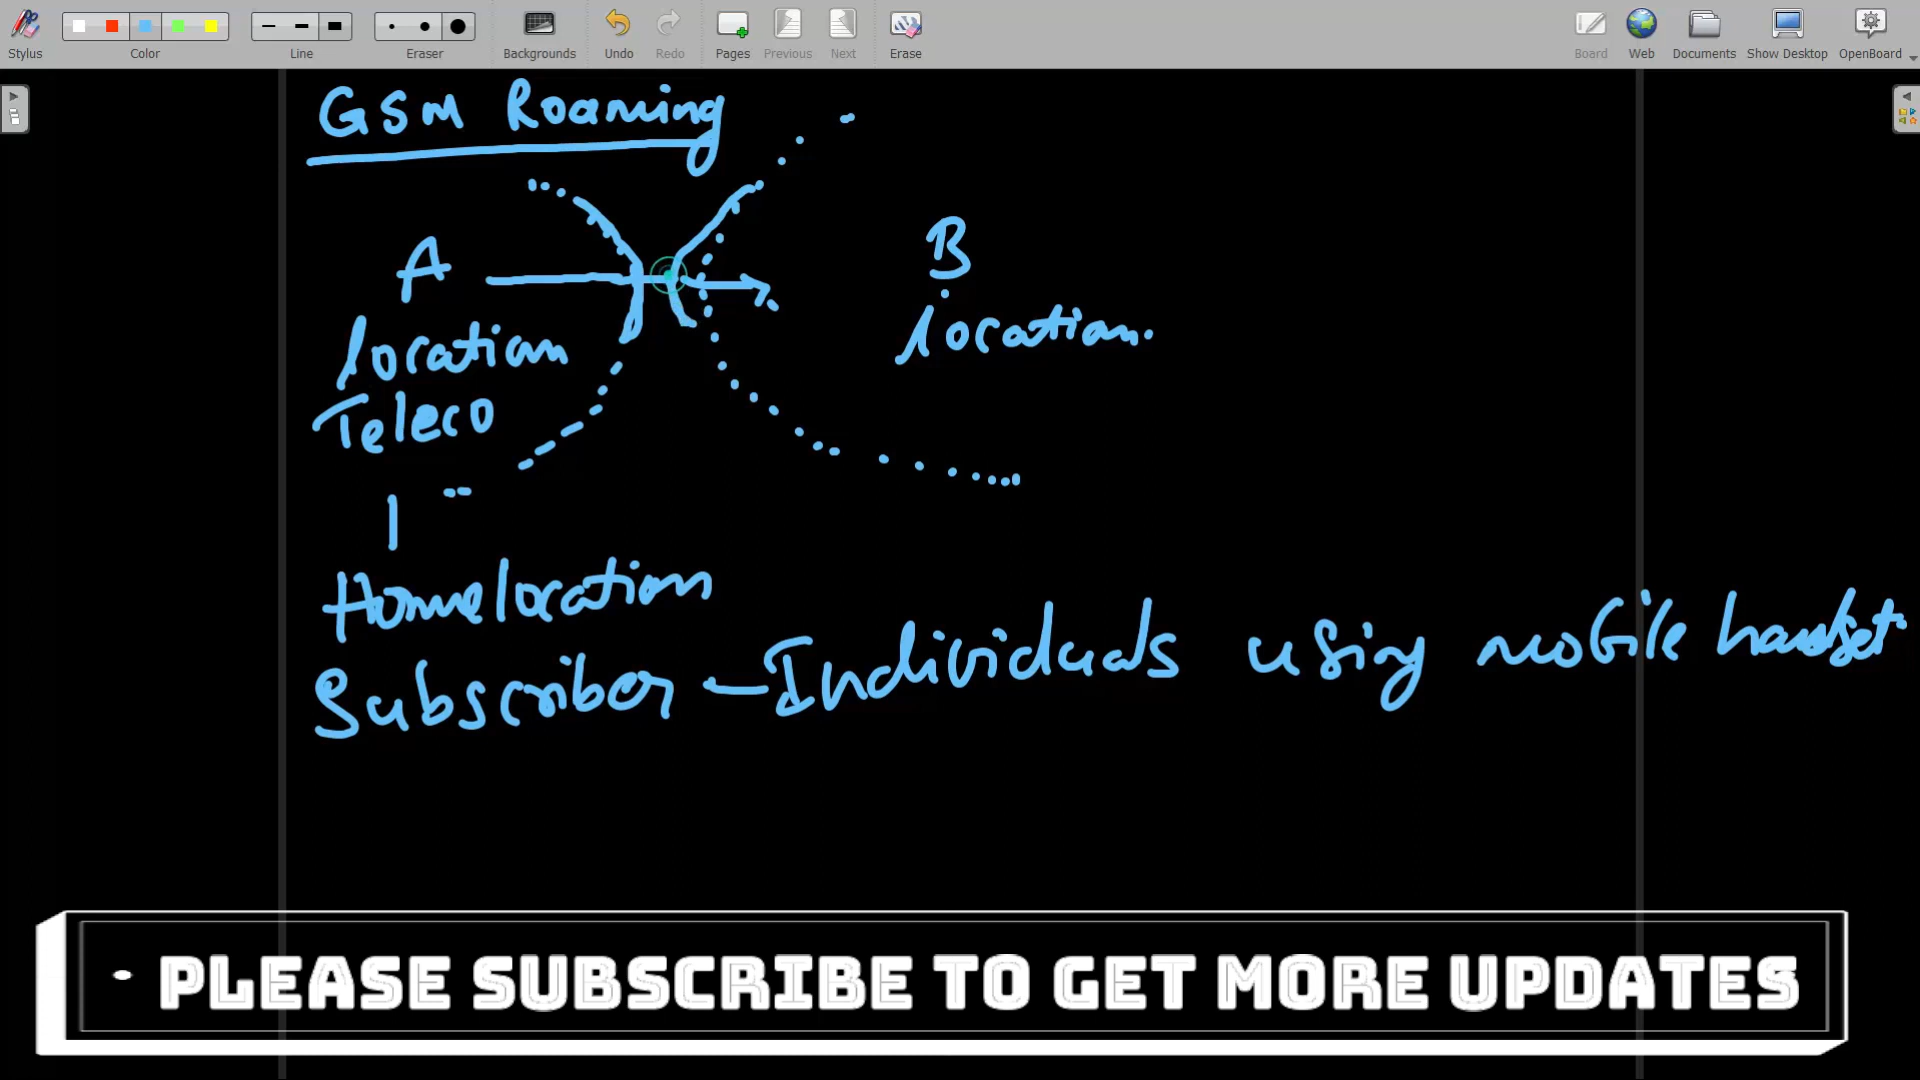 Stylus Color Line Eraser Backgrounds Undo Redo Pages Previous Next Erase Board Web Documents Show Desktop OpenBoard
GSM Roaming
A B
location location.
Teleco
Homelocation
Subscriber - Individuals using mobile handset.
PLEASE SUBSCRIBE TO GET MORE UPDATES